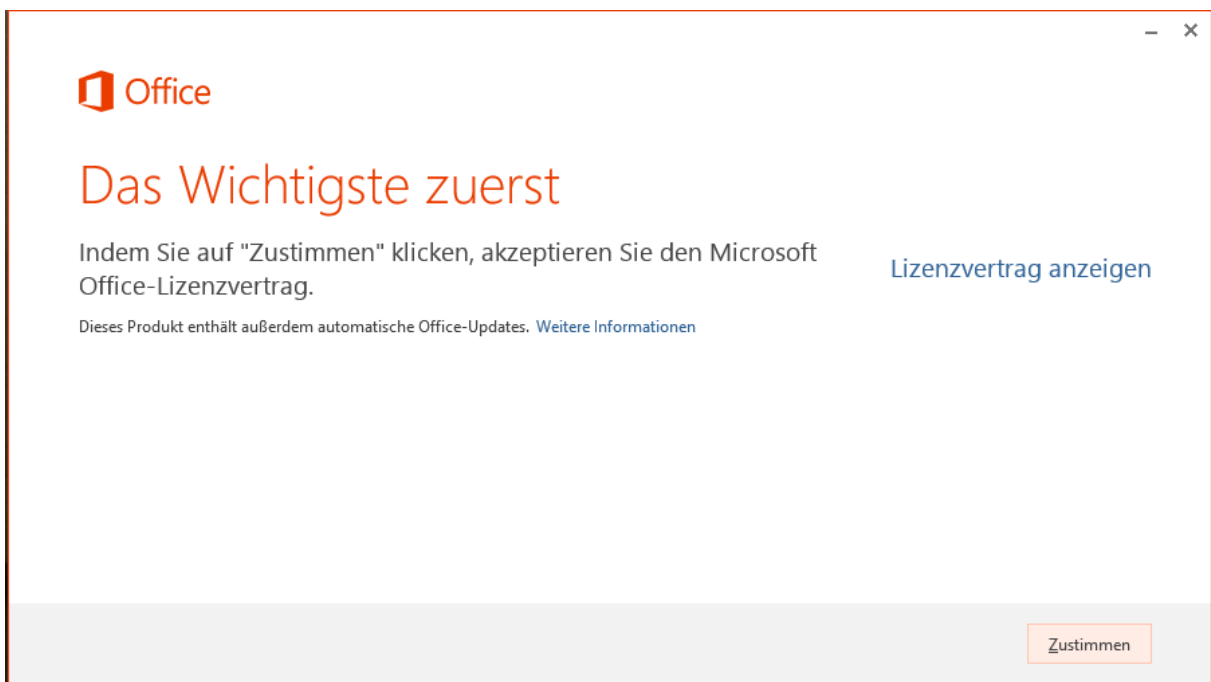 Office
Das Wichtigste zuerst
Indem Sie auf "Zustimmen" klicken, akzeptieren Sie den Microsoft
Office-Lizenzvertrag.
Lizenzvertrag anzeigen
Dieses Produkt enthält außerdem automatische Office-Updates. Weitere Informationen
Zustimmen